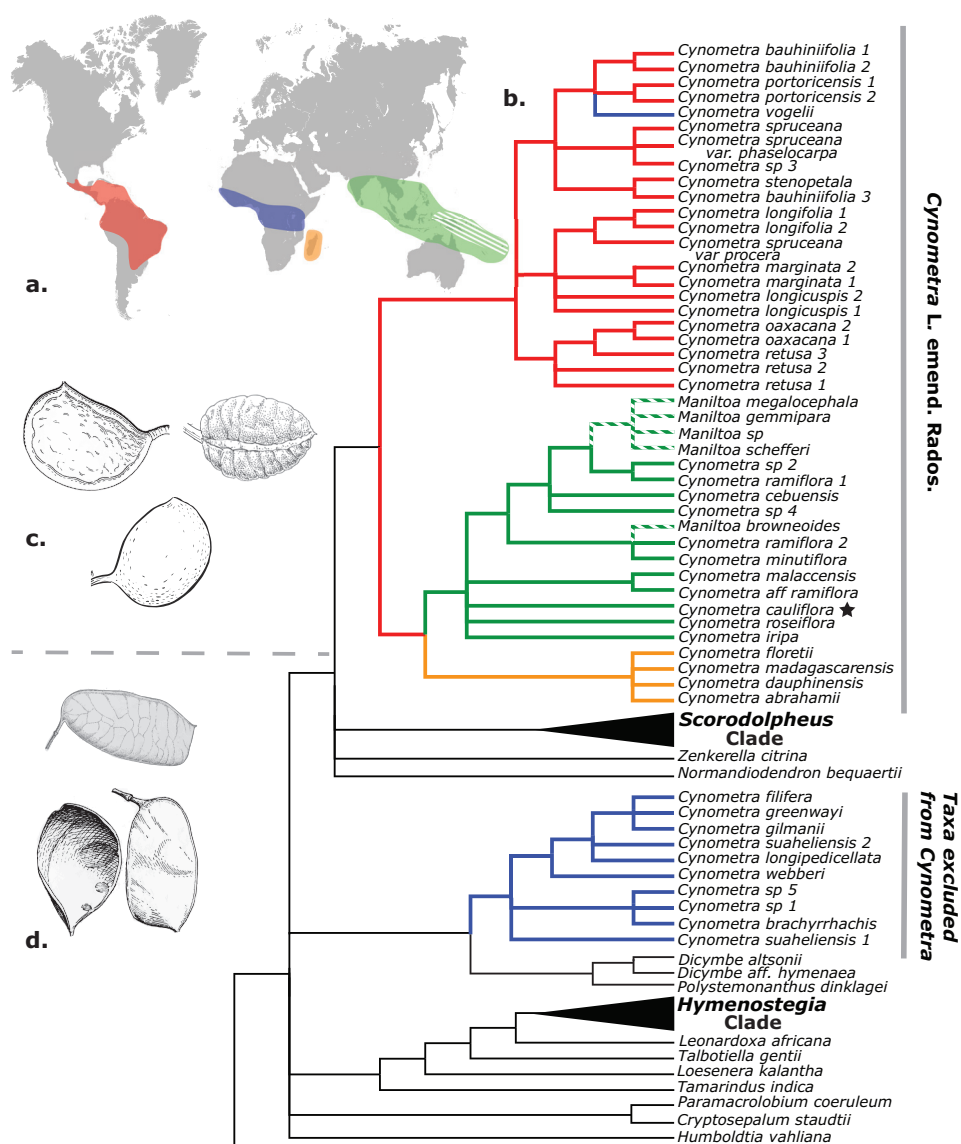 a.
b.
Cynometra bauhiniifolia 1
Cynometra bauhiniifolia 2
Cynometra portoricensis 1
Cynometra portoricensis 2
Cynometra vogelii
Cynometra spruceana
Cynometra spruceana
var. phaselocarpa
Cynometra sp 3
Cynometra stenopetala
Cynometra bauhiniifolia 3
Cynometra longifolia 1
Cynometra longifolia 2
Cynometra spruceana
var procera
Cynometra marginata 2
Cynometra marginata 1
Cynometra longicuspis 2
Cynometra longicuspis 1
Cynometra oaxacana 2
Cynometra oaxacana 1
Cynometra retusa 3
Cynometra retusa 2
Cynometra retusa 1
Maniltoa megalocephala
Maniltoa gemmipara
Maniltoa sp
Maniltoa schefferi
Cynometra sp 2
Cynometra ramiflora 1
Cynometra cebuensis
Cynometra sp 4
Maniltoa browneoides
Cynometra ramiflora 2
Cynometra minutiflora
Cynometra malaccensis
Cynometra aff ramiflora
Cynometra cauliflora ★
Cynometra roseiflora
Cynometra iripa
Cynometra floretii
Cynometra madagascarensis
Cynometra dauphinensis
Cynometra abrahamii
Cynometra L. emend. Rados.
c.
Scorodolpheus
Clade
Zenkerella citrina
Normandiodendron bequaertii
Cynometra filifera
Cynometra greenwayi
Cynometra gilmanii
Cynometra suaheliensis 2
Cynometra longipedicellata
Cynometra webberi
Cynometra sp 5
Cynometra sp 1
Cynometra brachyrrhachis
Cynometra suaheliensis 1
Taxa excluded
from Cynometra
d.
Dicymbe altsonii
Dicymbe aff. hymenaea
Polystemonanthus dinklagei
Hymenostegia
Clade
Leonardoxa africana
Talbotiella gentii
Loesenera kalantha
Tamarindus indica
Paramacrolobium coeruleum
Cryptosepalum staudtii
Humboldtia vahliana